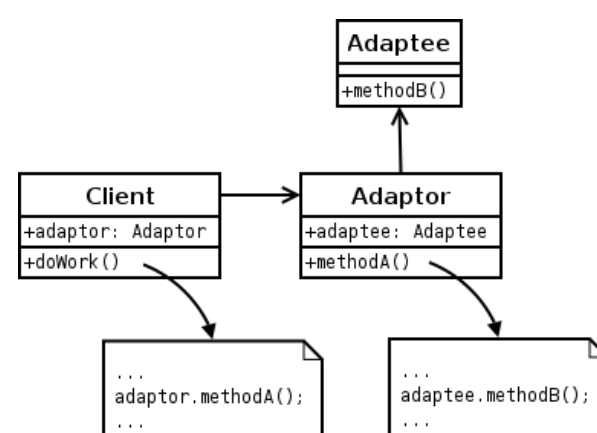 Adaptee
+methodB()
Client
+adaptor: Adaptor
+doWork()
Adaptor
+adaptee: Adaptee
+methodA()
...
adaptor.methodA();
...
...
adaptee.methodB();
...